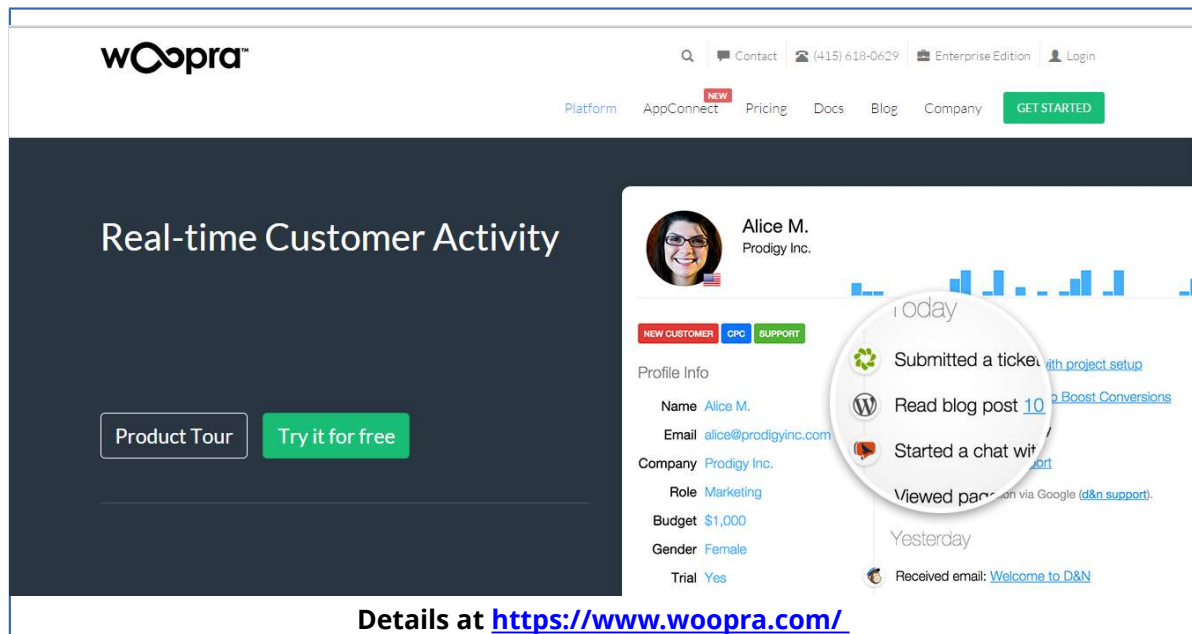 woopra™
Contact (415) 618-0629 Enterprise Edition Login
NEW
Platform AppConnect Pricing Docs Blog Company GET STARTED
Real-time Customer Activity
Product Tour Try it for free
Alice M.
Prodigy Inc.
NEW CUSTOMER CPC SUPPORT
Profile Info
Name Alice M.
Email alice@prodigyinc.com
Company Prodigy Inc.
Role Marketing
Budget $1,000
Gender Female
Trial Yes
Today
Submitted a ticket with project setup
Read blog post 10 Boost Conversions
Started a chat with
Viewed via Google (d&n support).
Yesterday
Received email: Welcome to D&N
Details at https://www.woopra.com/